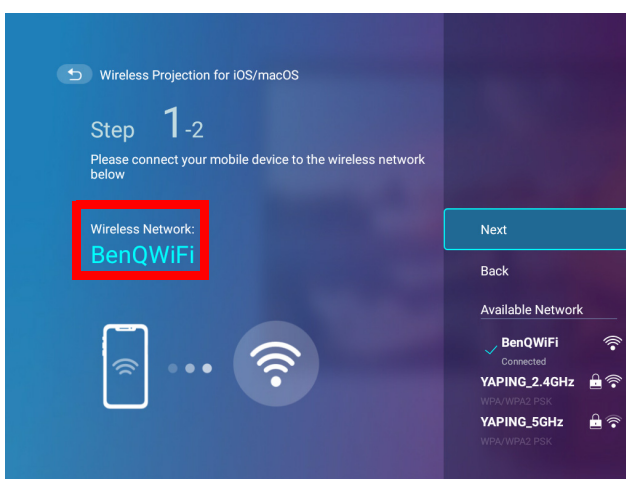 Wireless Projection for iOS/macOS
Step 1-2
Please connect your mobile device to the wireless network
below
Wireless Network:
BenQWiFi
Next
Back
Available Network
BenQWiFi
Connected
YAPING_2.4GHz
WPA/WPA2 PSK
YAPING_5GHz
WPA/WPA2 PSK